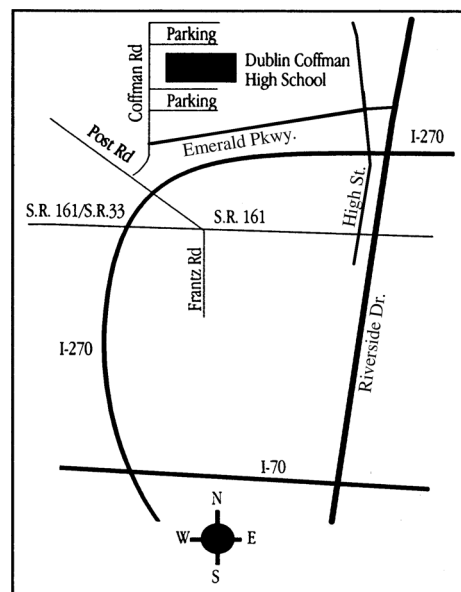 Parking
Coffman Rd
Dublin Coffman
High School
Parking
Post Rd
Emerald Pkwy.
I-270
High St.
S.R. 161/S.R.33
S.R. 161
Frantz Rd
I-270
Riverside Dr.
I-70
N
W
E
S